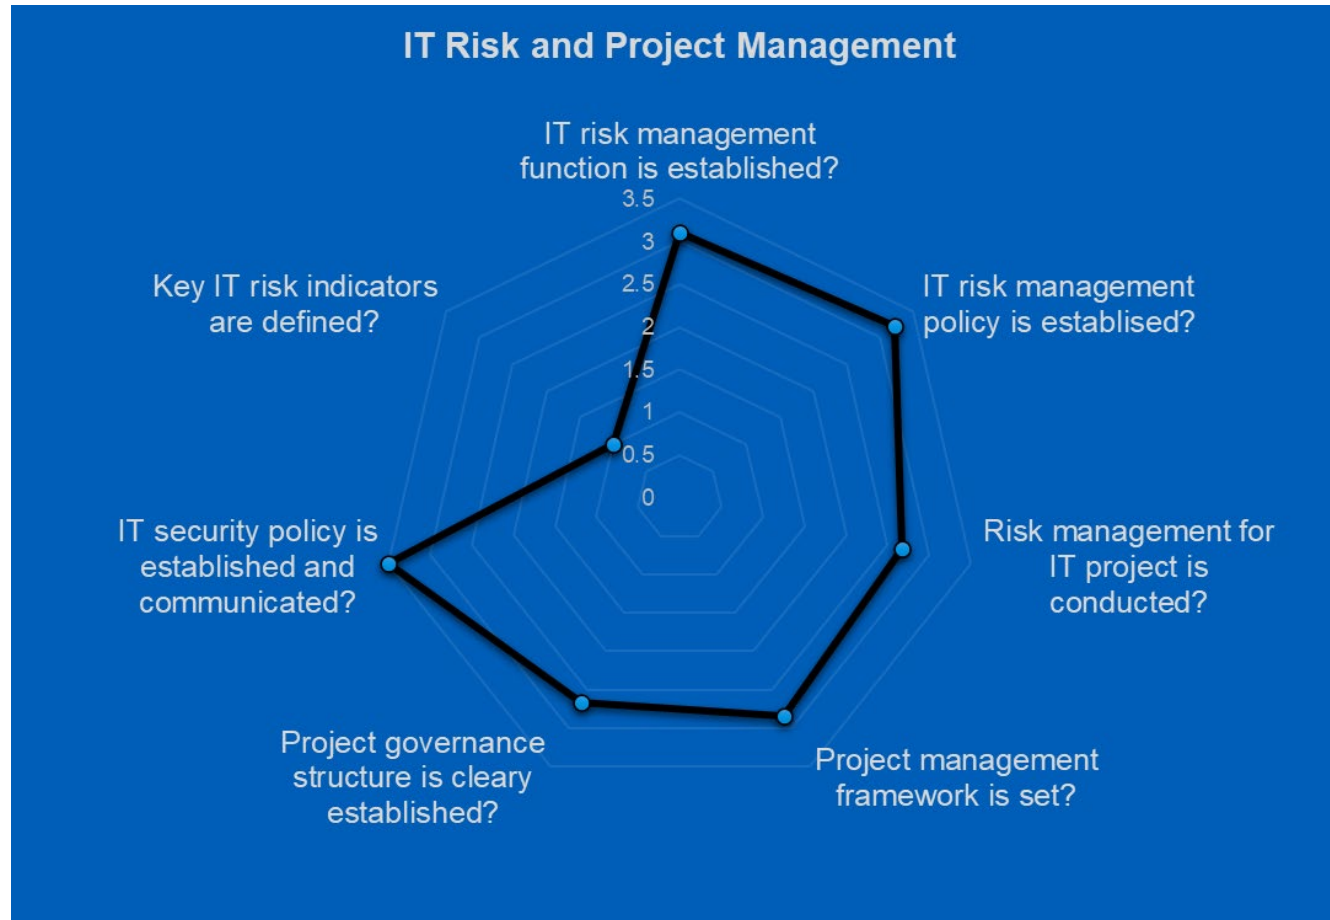 IT Risk and Project Management
IT risk management
function is established?
3.5
3
2.5
2
1.5
1
0.5
0
IT risk management
policy is establised?
Risk management for
IT project is
conducted?
Project management
framework is set?
Project governance
structure is cleary
established?
IT security policy is
established and
communicated?
Key IT risk indicators
are defined?